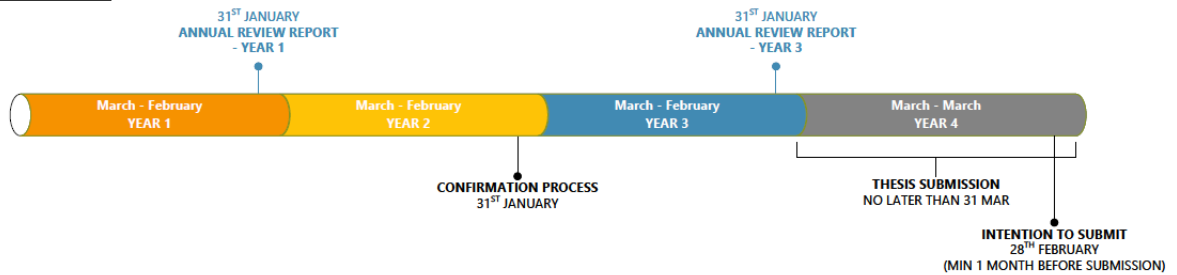 31ST JANUARY
ANNUAL REVIEW REPORT
- YEAR 1
31ST JANUARY
ANNUAL REVIEW REPORT
- YEAR 3
March - February
YEAR 1
March - February
YEAR 2
March - February
YEAR 3
March - March
YEAR 4
CONFIRMATION PROCESS
31ST JANUARY
THESIS SUBMISSION
NO LATER THAN 31 MAR
INTENTION TO SUBMIT
28TH FEBRUARY
(MIN 1 MONTH BEFORE SUBMISSION)